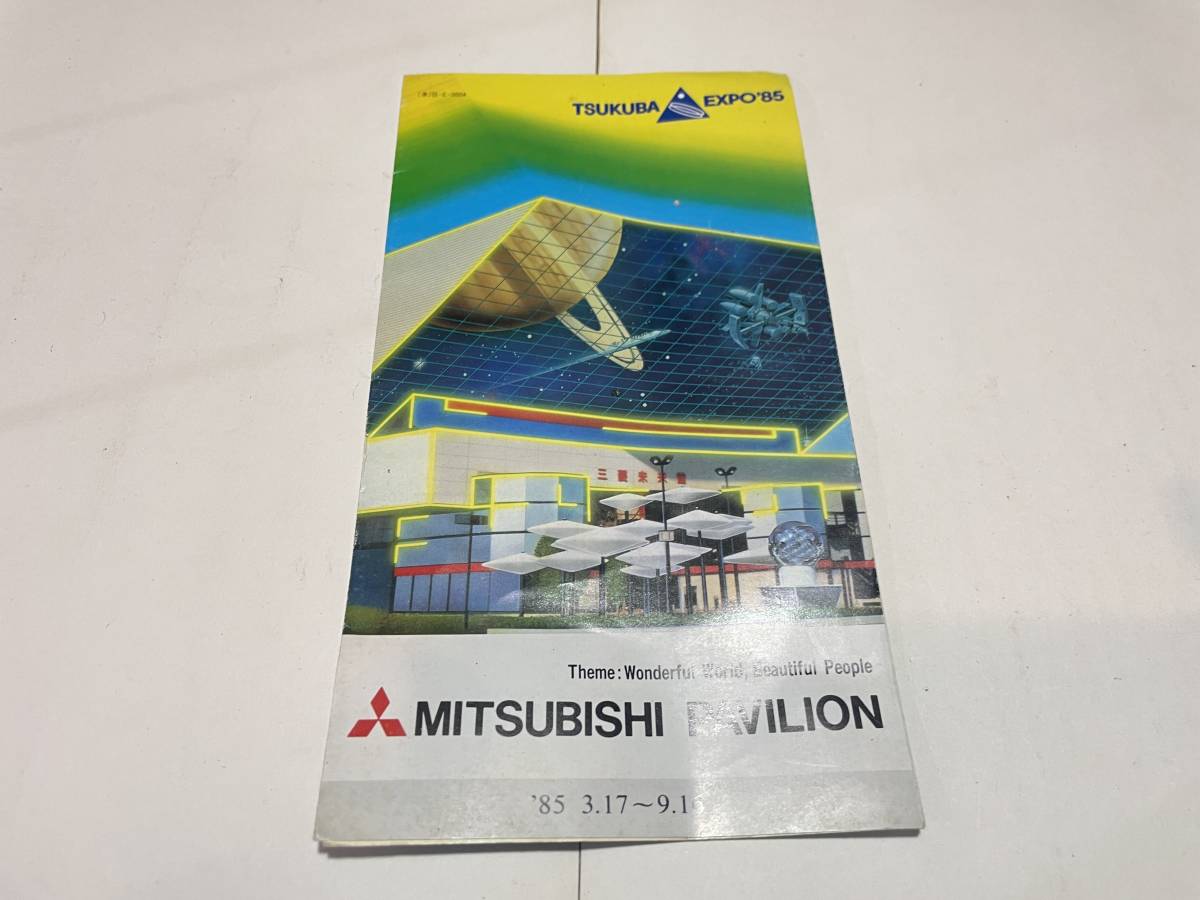 TSUKUBA EXPO'85
三菱未来館
Theme: Wonderful World, Beautiful People
MITSUBISHI PAVILION
'85 3.17～9.16